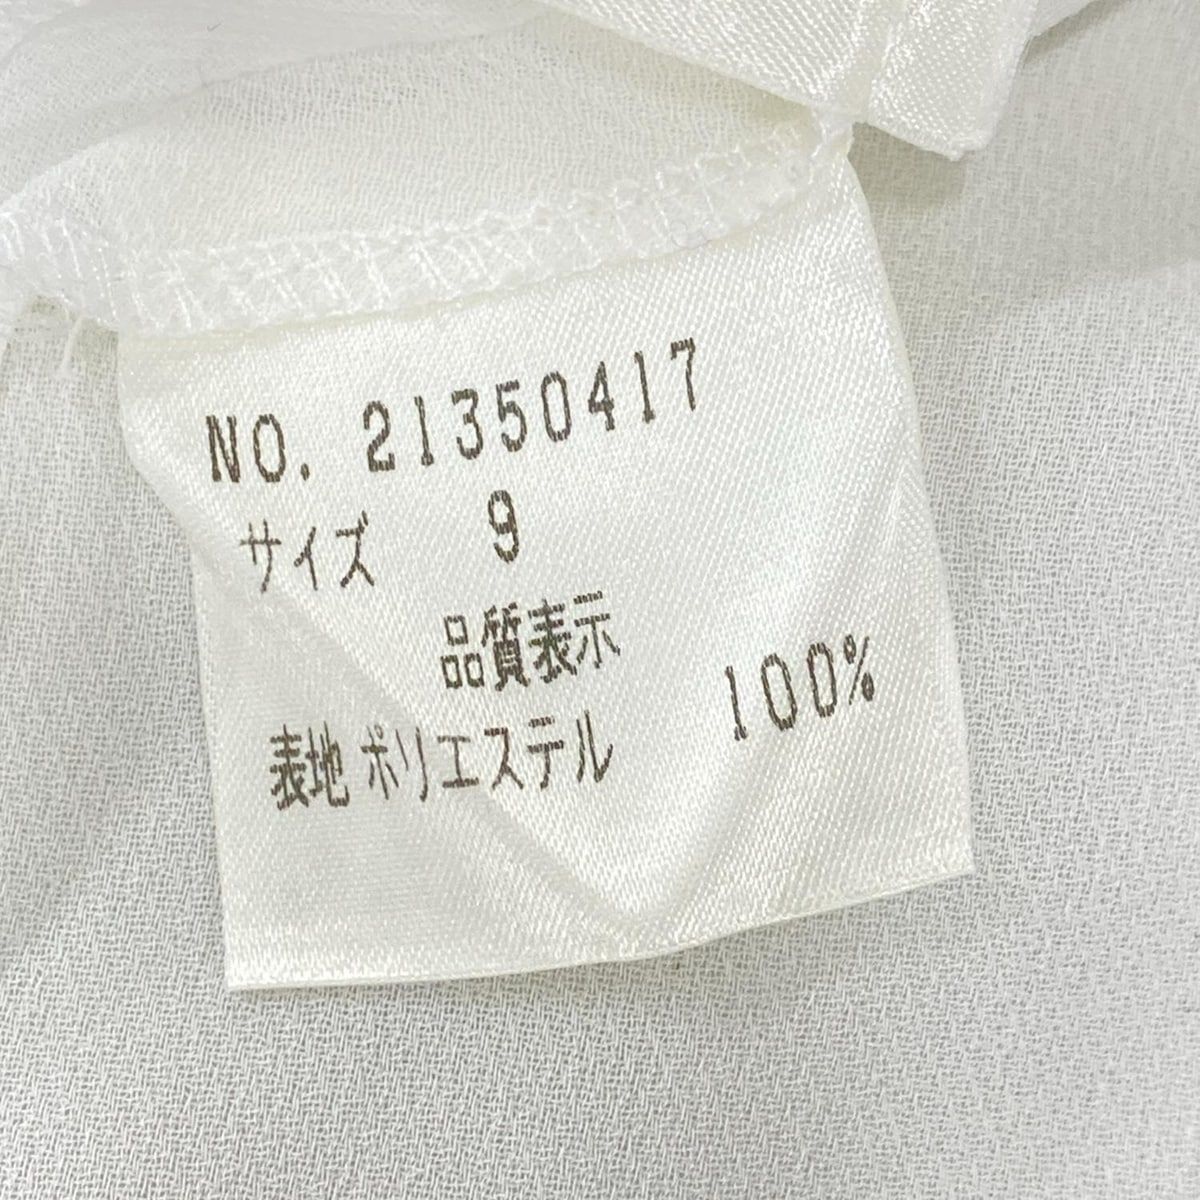 NO. 21350417
サイズ 9
品質表示
表地 ポリエステル 100%